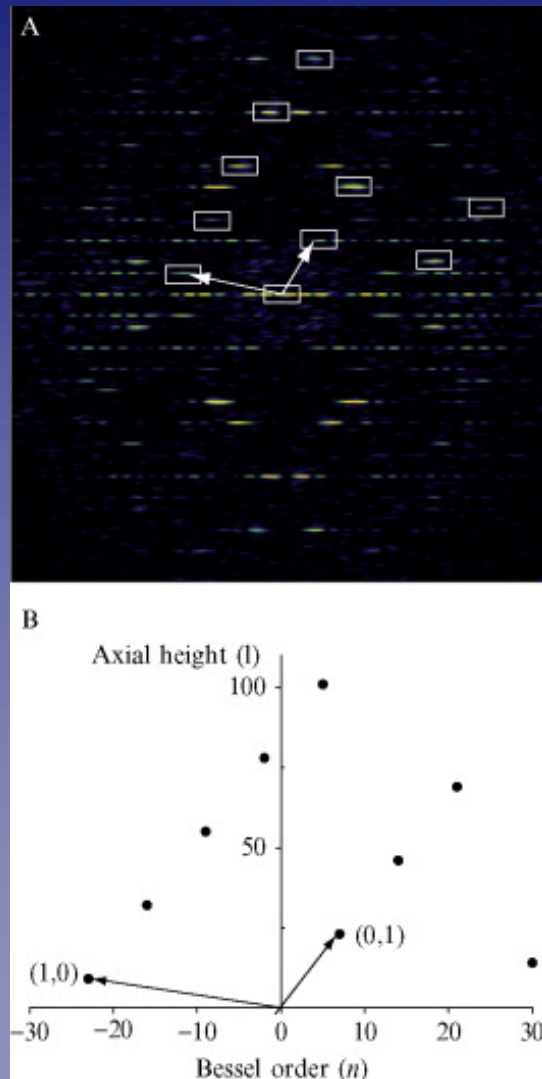 A
B
Axial height (l)
100
50
(0,1)
(1,0)
−30 −20 −10 0 10 20 30
Bessel order (n)